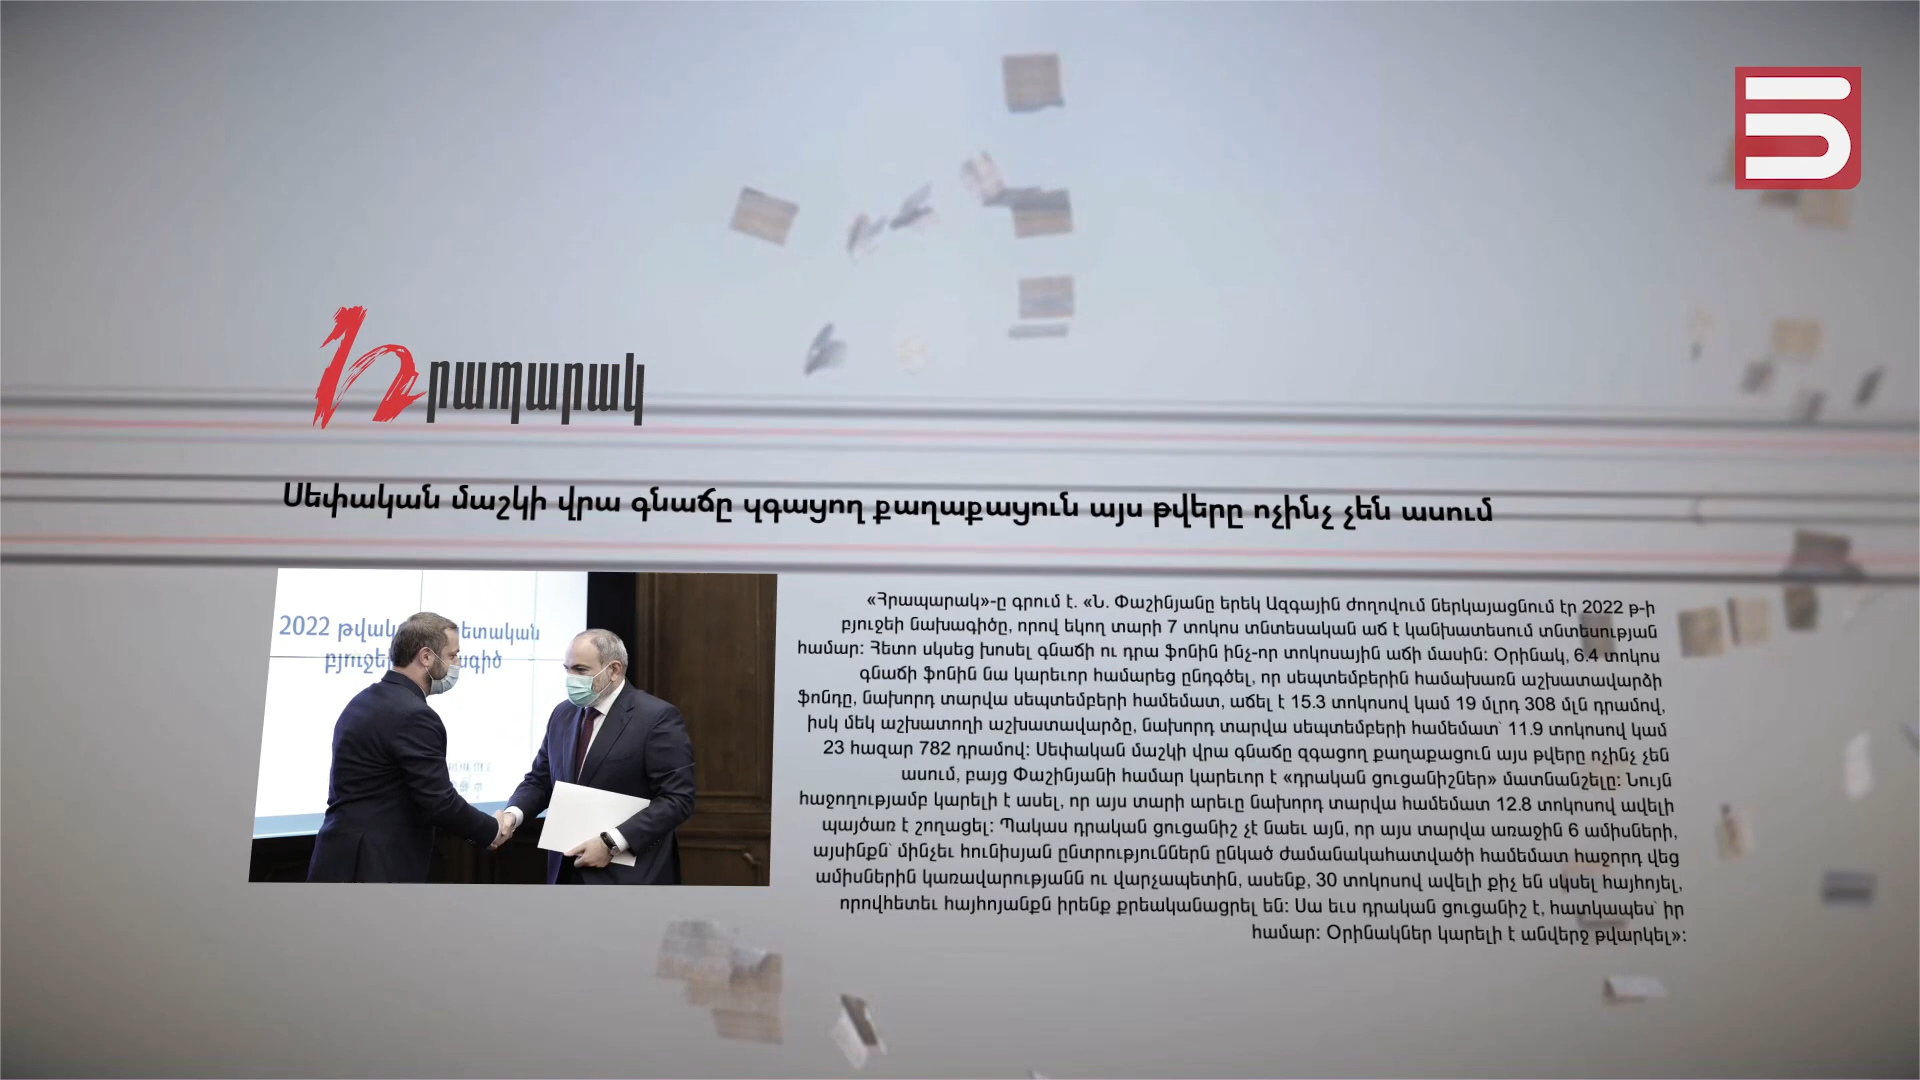 Հրապարակ
Սեփական մաշկի վրա գնաճը զգացող քաղաքացուն այս թվերը ոչինչ չեն ասում
2022 թվակ ետական
բյուջեի ագիծ
«Հրապարակ»-ը գրում է. «Ն. Փաշինյանը երեկ Ազգային ժողովում ներկայացնում էր 2022 թ-ի
բյուջեի նախագիծը, որով եկող տարի 7 տոկոս տնտեսական աճ է կանխատեսում տնտեսության
համար: Հետո սկսեց խոսել գնաճի ու դրա ֆոնին ինչ-որ տոկոսային աճի մասին: Օրինակ, 6.4 տոկոս
գնաճի ֆոնին նա կարեւոր համարեց ընդգծել, որ սեպտեմբերին համախառն աշխատավարձի
ֆոնդը, նախորդ տարվա սեպտեմբերի համեմատ, աճել է 15.3 տոկոսով կամ 19 մլրդ 308 մլն դրամով,
իսկ մեկ աշխատողի աշխատավարձը, նախորդ տարվա սեպտեմբերի համեմատ՝ 11.9 տոկոսով կամ
23 հազար 782 դրամով: Սեփական մաշկի վրա գնաճը զգացող քաղաքացուն այս թվերը ոչինչ չեն
ասում, բայց Փաշինյանի համար կարեւոր է «դրական ցուցանիշներ» մատնանշելը: Նույն
հաջողությամբ կարելի է ասել, որ այս տարի արեւը նախորդ տարվա համեմատ 12.8 տոկոսով ավելի
պայծառ է շողացել: Պակաս դրական ցուցանիշ չէ նաեւ այն, որ այս տարվա առաջին 6 ամիսների,
այսինքն՝ մինչեւ հունիսյան ընտրություններն ընկած ժամանակահատվածի համեմատ հաջորդ վեց
ամիսներին կառավարությանն ու վարչապետին, ասենք, 30 տոկոսով ավելի քիչ են սկսել հայհոյել,
որովհետեւ հայհոյանքն իրենք քրեականացրել են: Սա եւս դրական ցուցանիշ է, հատկապես՝ իր
համար: Օրինակներ կարելի է անվերջ թվարկել»: